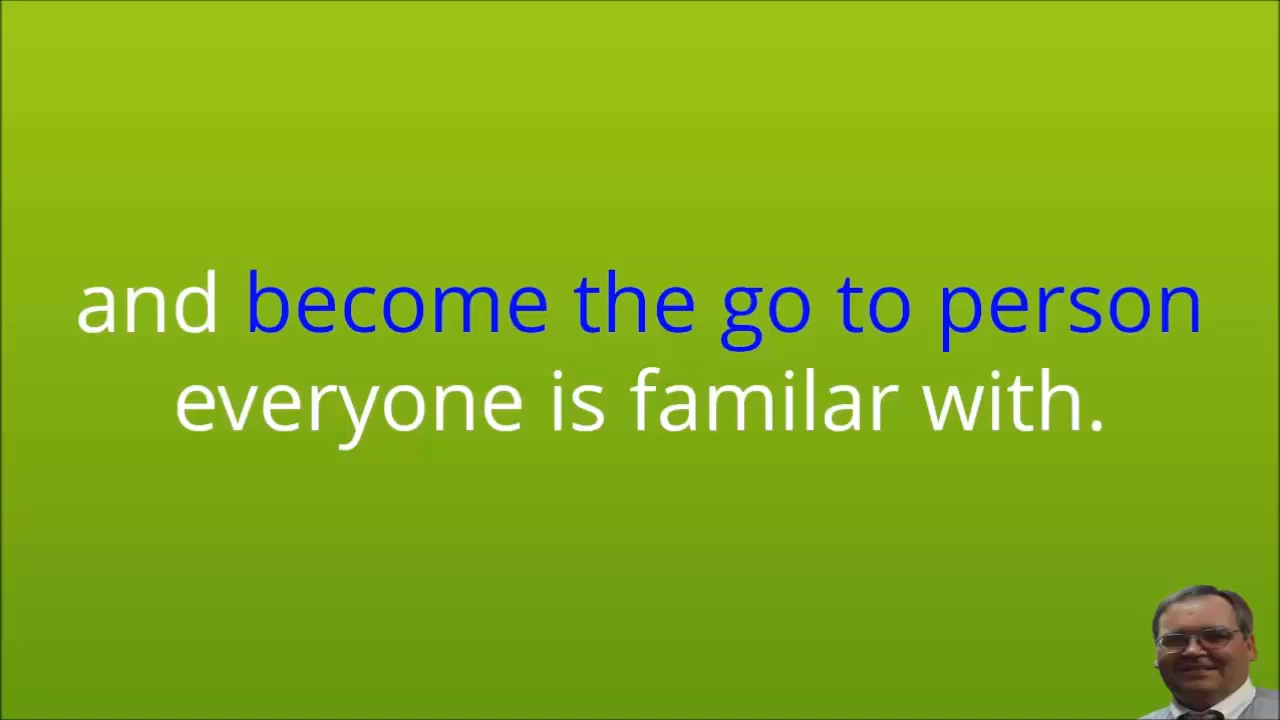 and become the go to person
everyone is familar with.